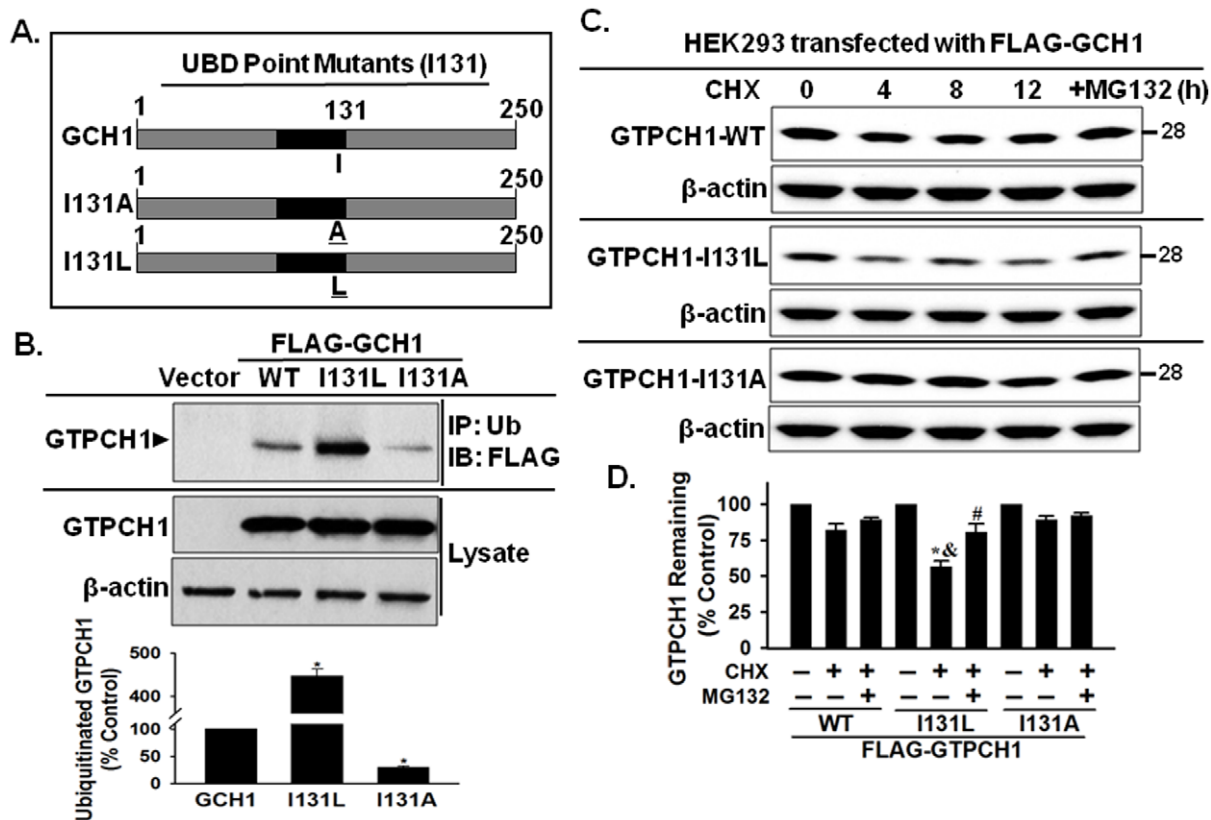 A.
UBD Point Mutants (I131)
1 131 250
GCH1
I
1 250
I131A
A
1 250
I131L
L
B.
FLAG-GCH1
Vector WT I131L I131A
GTPCH1
IP: Ub
IB: FLAG
GTPCH1
β-actin
Lysate
Ubiquitinated GTPCH1
(% Control)
500
400
100
50
0
*
*
GCH1 I131L I131A
C.
HEK293 transfected with FLAG-GCH1
CHX 0 4 8 12 +MG132 (h)
GTPCH1-WT 28
β-actin
GTPCH1-I131L 28
β-actin
GTPCH1-I131A 28
β-actin
D.
GTPCH1 Remaining
(% Control)
100
75
50
25
0
*&
#
CHX − + + − + + − + +
MG132 − − + − − + − − +
WT I131L I131A
FLAG-GTPCH1